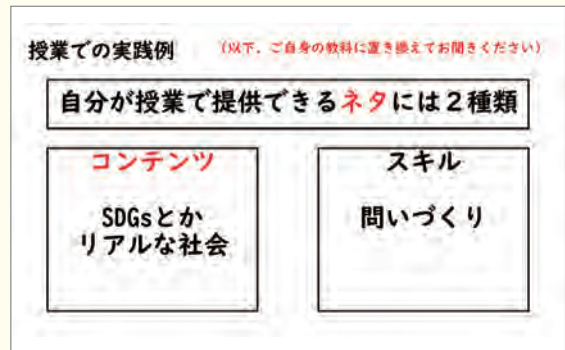 授業での実践例
（以下、ご自身の教科に置き換えてお聞きください）
自分が授業で提供できるネタには２種類
コンテンツ
SDGsとか
リアルな社会
スキル
問いづくり